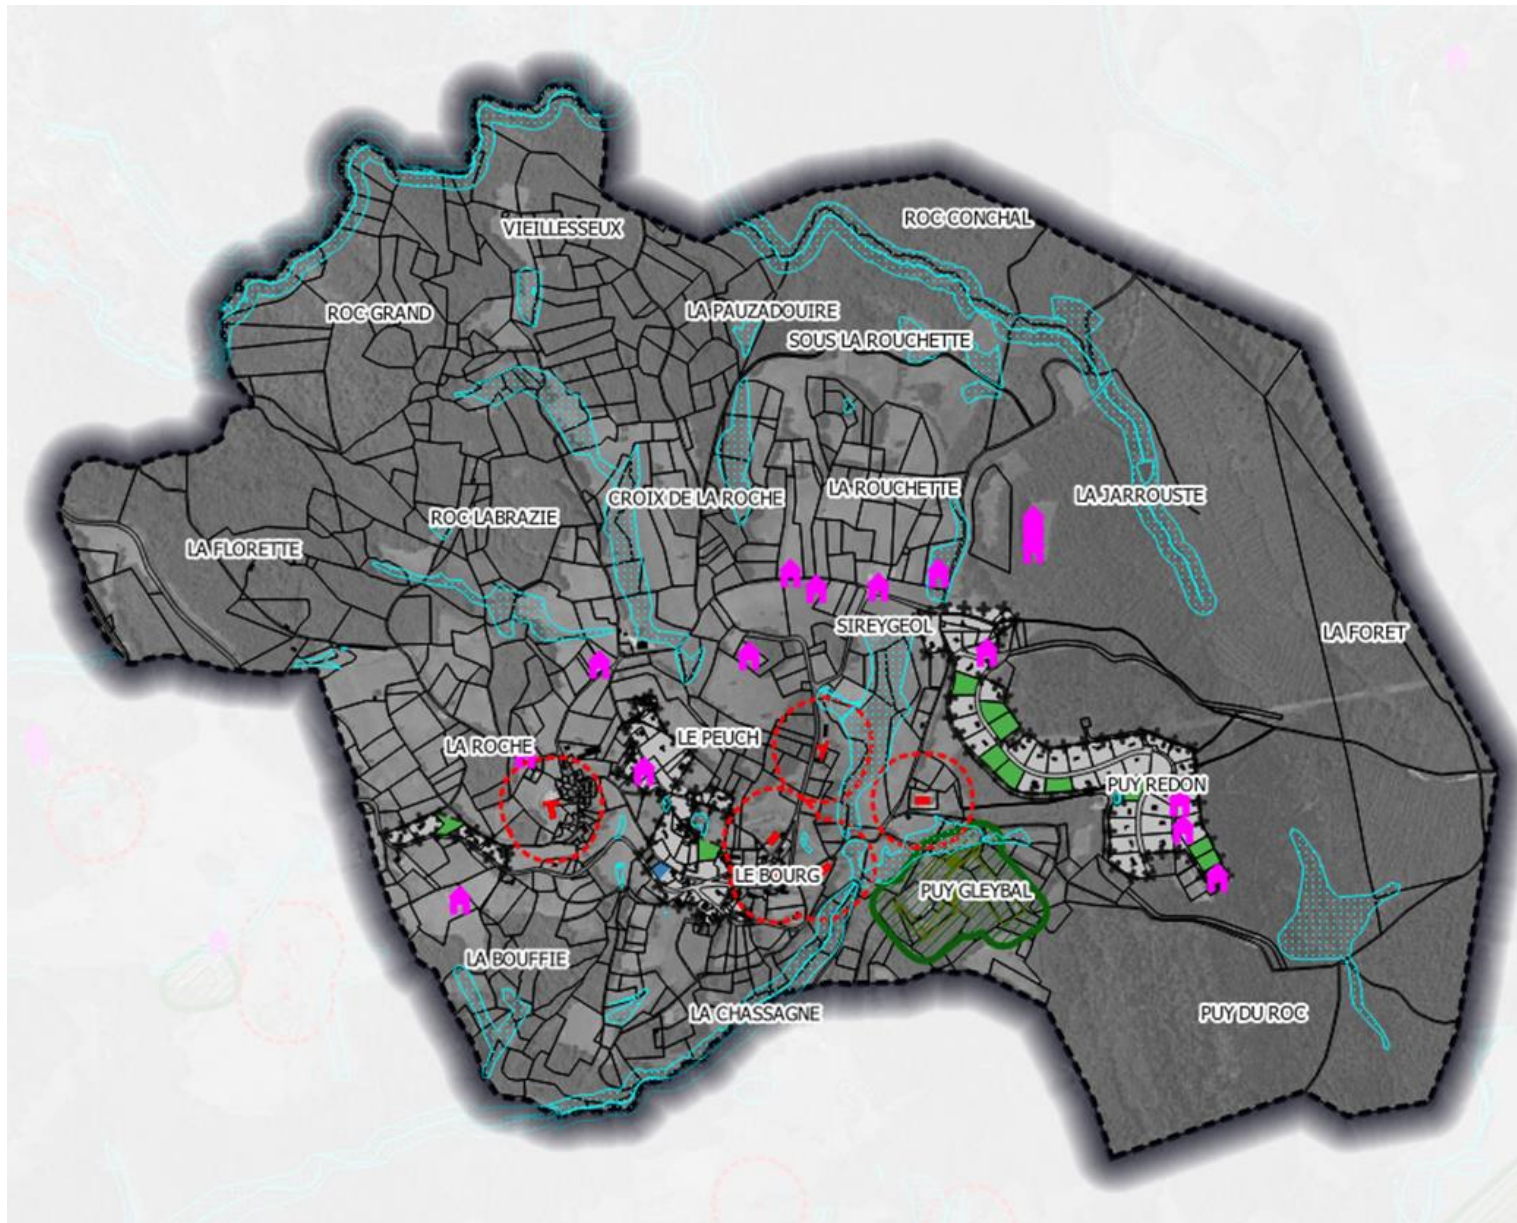 ROC CONCHAL
VIEILLESSEUX
ROC GRAND
LA PAUZADOUIRE
SOUS LA ROUCHETTE
CROIX DE LA ROCHE
LA ROUCHETTE
LA JARROUSTE
ROC LABRAZIE
LA FLORETTE
SIREYGEOL
LA FORET
LA ROCHE
LE PEUCH
PUY REDON
LE BOURG
PUY GLEYBAL
LA BOUFFIE
LA CHASSAGNE
PUY DU ROC